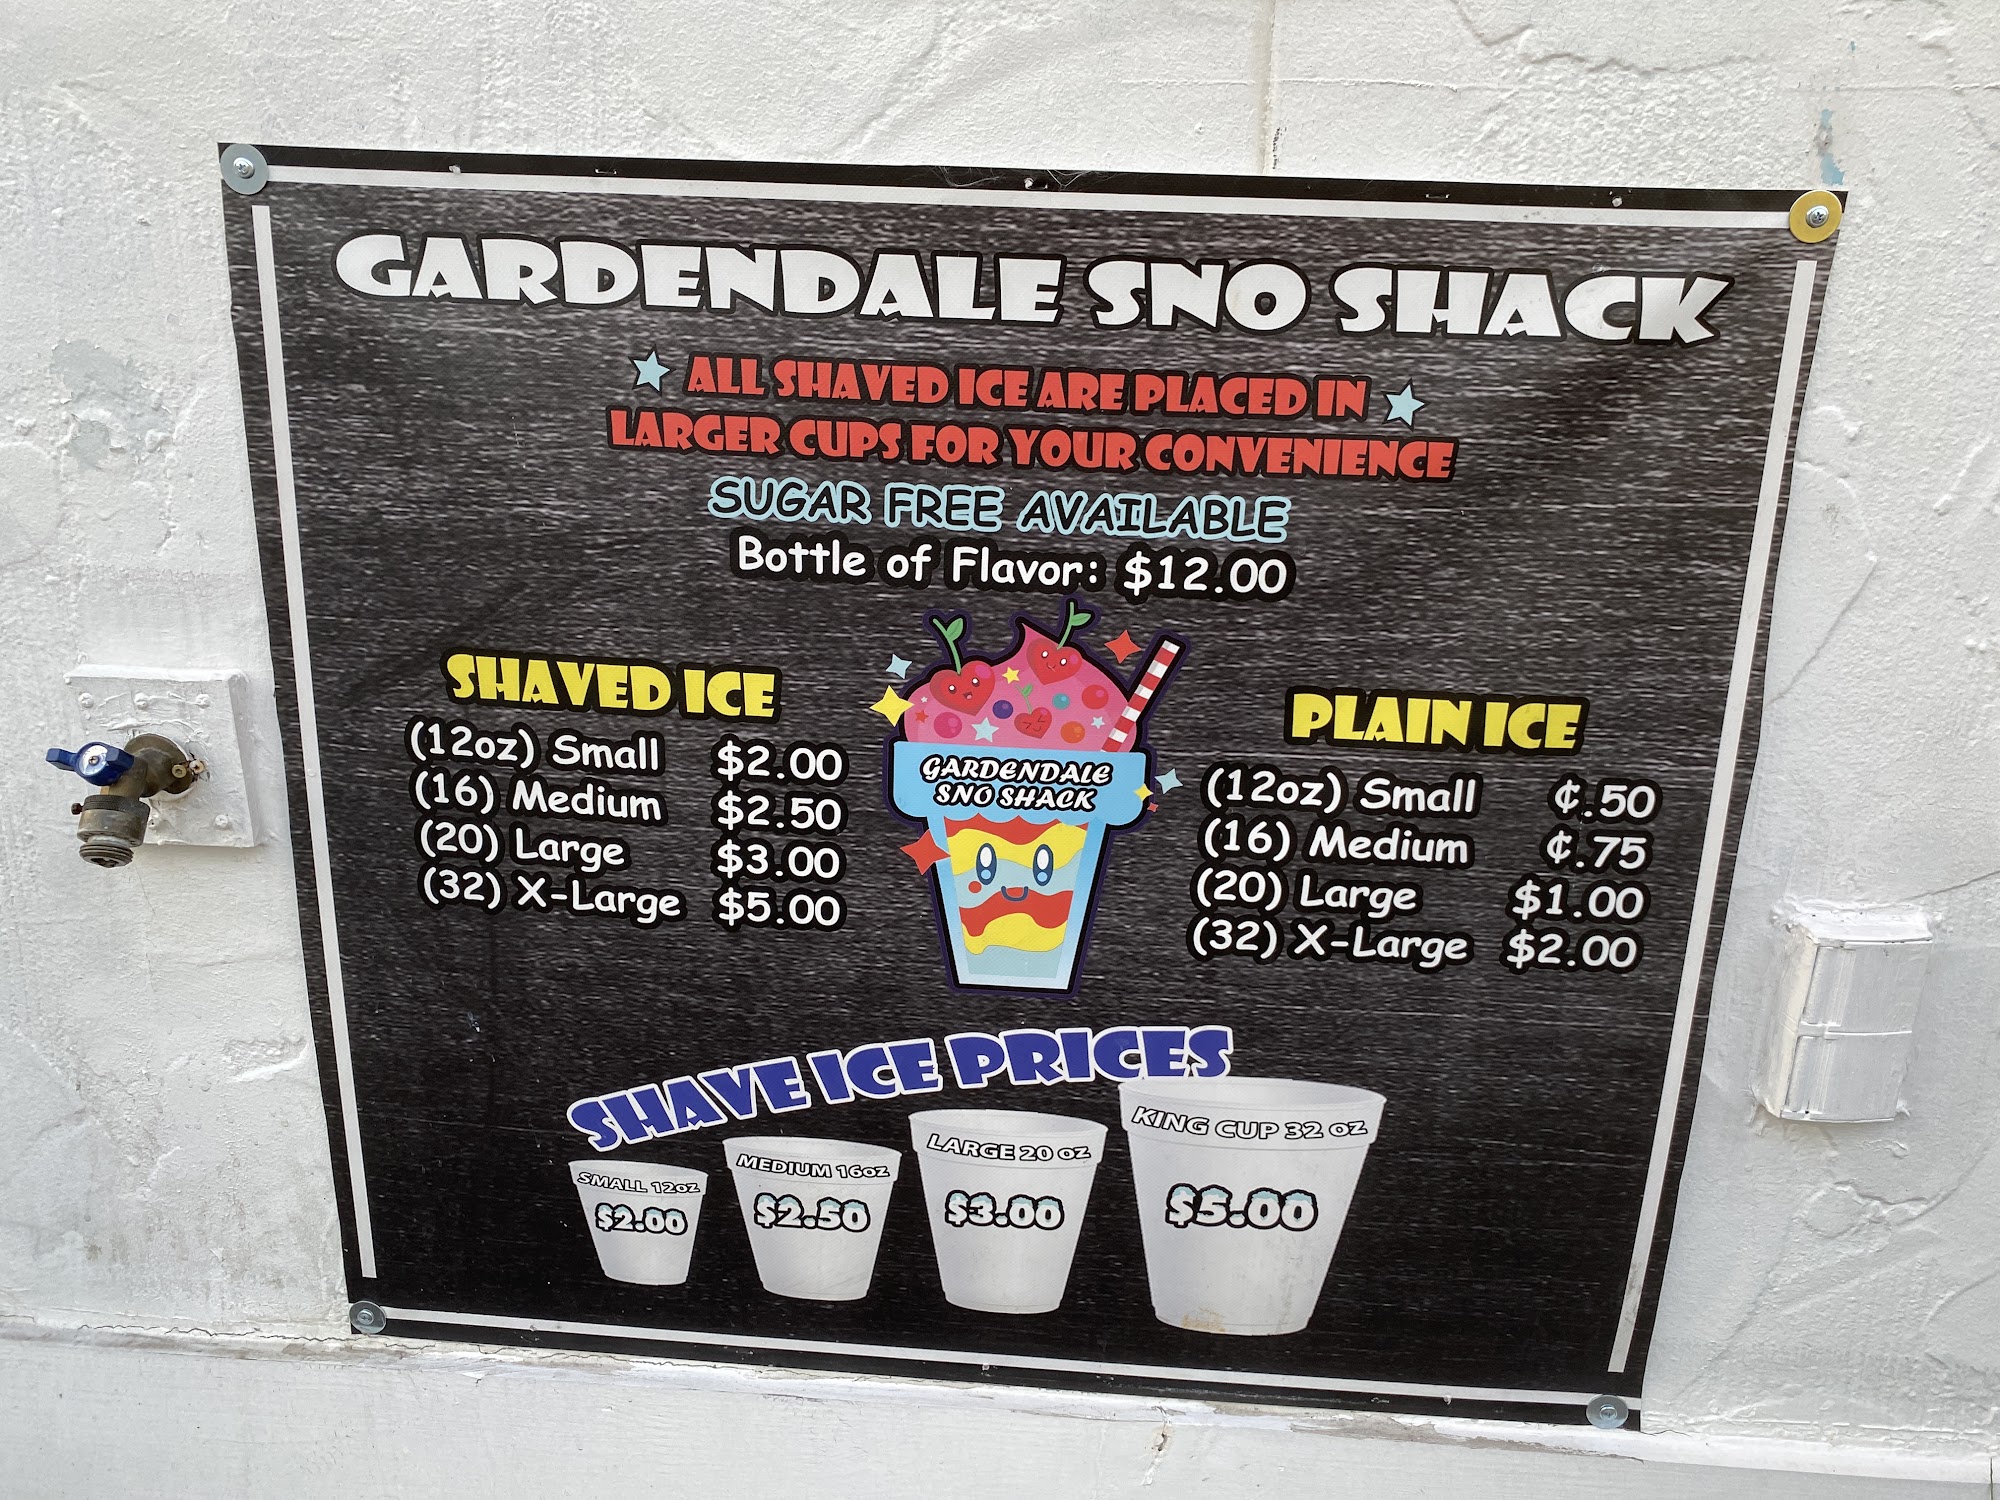 GARDENDALE SNO SHACK
ALL SHAVED ICE ARE PLACED IN
LARGER CUPS FOR YOUR CONVENIENCE
SUGAR FREE AVAILABLE
Bottle of Flavor: $12.00
SHAVED ICE
(12oz) Small $2.00
(16) Medium $2.50
(20) Large $3.00
(32) X-Large $5.00
GARDENDALE
SNO SHACK
PLAIN ICE
(12oz) Small ¢.50
(16) Medium ¢.75
(20) Large $1.00
(32) X-Large $2.00
SHAVE ICE PRICES
SMALL 12oz
$2.00
MEDIUM 16oz
$2.50
LARGE 20 oz
$3.00
KING CUP 32 oz
$5.00